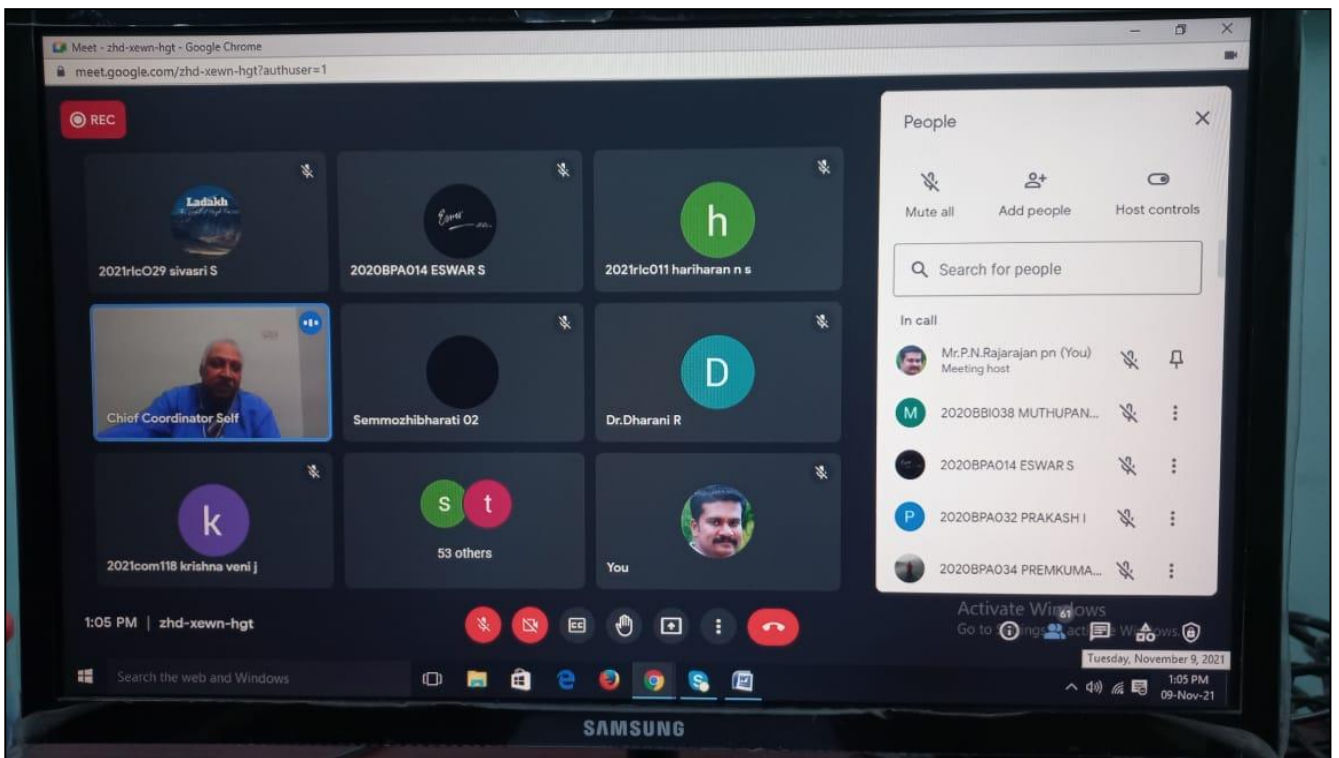 Meet - zhd-xewn-hgt - Google Chrome
meet.google.com/zhd-xewn-hgt?authuser=1
REC
Ladakh
2021rlcO29 sivasri S
Eswar
2020BPA014 ESWAR S
h
2021rlc011 hariharan n s
Chief Coordinator Self
Semmozhibharati 02
D
Dr.Dharani R
k
2021com118 krishna veni j
s t
53 others
You
People
Mute all Add people Host controls
Search for people
In call
Mr.P.N.Rajarajan pn (You)
Meeting host
M 2020BBI038 MUTHUPAN...
2020BPA014 ESWAR S
P 2020BPA032 PRAKASH I
2020BPA034 PREMKUMA...
1:05 PM | zhd-xewn-hgt
CC
Activate Windows
61
Go to Settings to activate Windows.
Tuesday, November 9, 2021
Search the web and Windows
1:05 PM
09-Nov-21
SAMSUNG